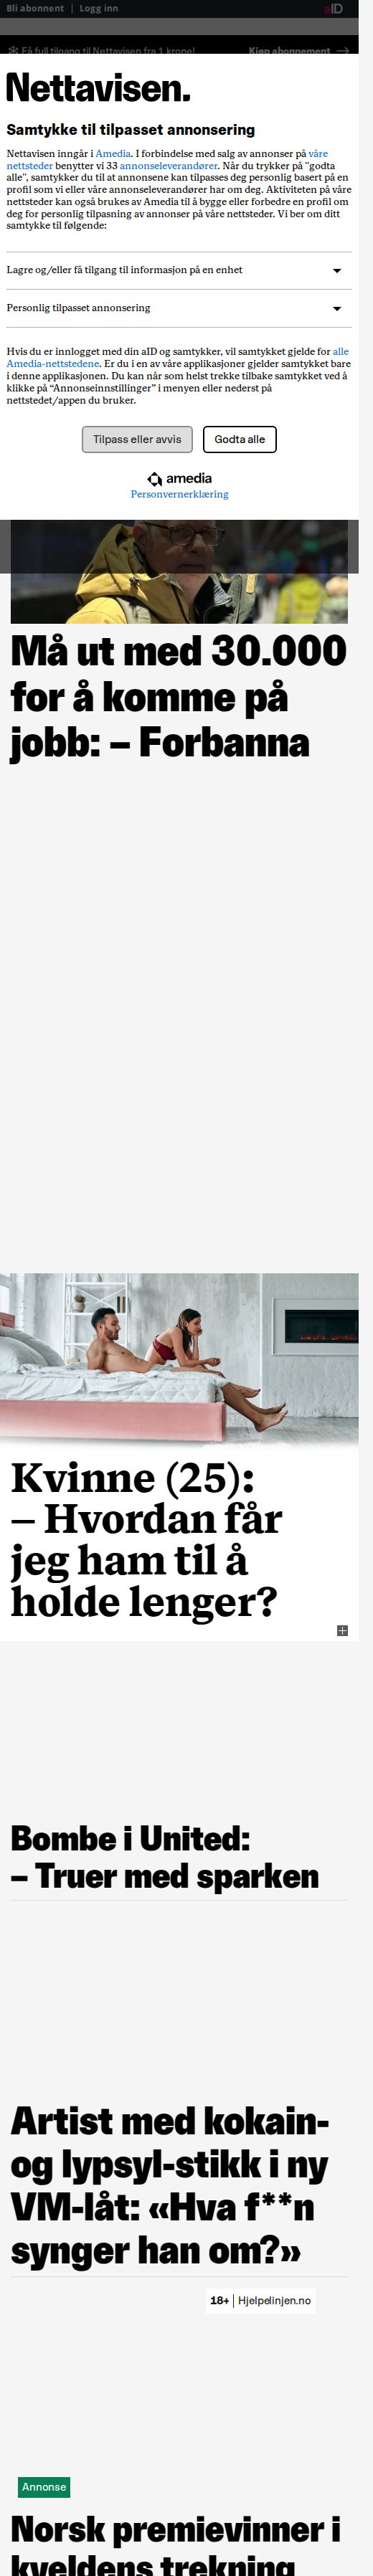 Bli abonnent | Logg inn
aID
Få full tilgang til Nettavisen fra 1 krone!
Kjøp abonnement →
Nettavisen.
Samtykke til tilpasset annonsering
Nettavisen inngår i Amedia. I forbindelse med salg av annonser på våre
nettsteder benytter vi 33 annonseleverandører. Når du trykker på "godta
alle", samtykker du til at annonsene kan tilpasses deg personlig basert på en
profil som vi eller våre annonseleverandører har om deg. Aktiviteten på våre
nettsteder kan også brukes av Amedia til å bygge eller forbedre en profil om
deg for personlig tilpasning av annonser på våre nettsteder. Vi ber om ditt
samtykke til følgende:
Lagre og/eller få tilgang til informasjon på en enhet
Personlig tilpasset annonsering
Hvis du er innlogget med din aID og samtykker, vil samtykket gjelde for alle
Amedia-nettstedene. Er du i en av våre applikasjoner gjelder samtykket bare
i denne applikasjonen. Du kan når som helst trekke tilbake samtykket ved å
klikke på “Annonseinnstillinger” i menyen eller nederst på
nettstedet/appen du bruker.
Tilpass eller avvis
Godta alle
amedia
Personvernerklæring
Må ut med 30.000
for å komme på
jobb: – Forbanna
Kvinne (25):
– Hvordan får
jeg ham til å
holde lenger?
Bombe i United:
– Truer med sparken
Artist med kokain-
og lypsyl-stikk i ny
VM-låt: «Hva f**n
synger han om?»
18+ | Hjelpelinjen.no
Annonse
Norsk premievinner i
kveldens trekning